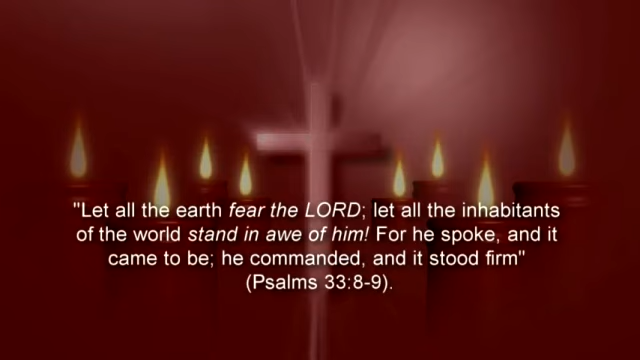 "Let all the earth fear the LORD; let all the inhabitants
of the world stand in awe of him! For he spoke, and it
came to be; he commanded, and it stood firm"
(Psalms 33:8-9).